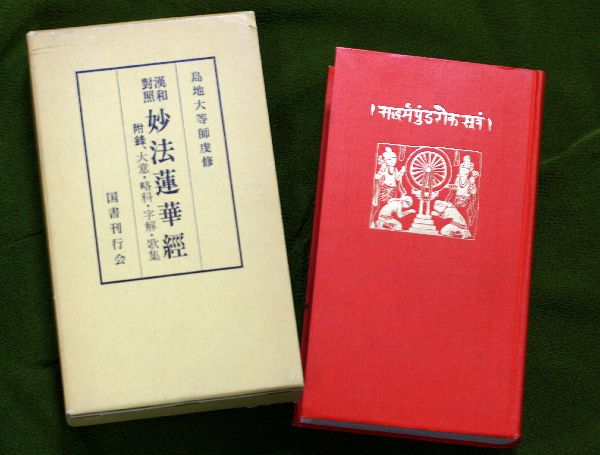 島地大等師虔修
漢和
對照
妙法蓮華經
附錄、大意・略科・字解・歌集
国書刊行会
। सद्धर्मपुंडरीक सूत्रं ।